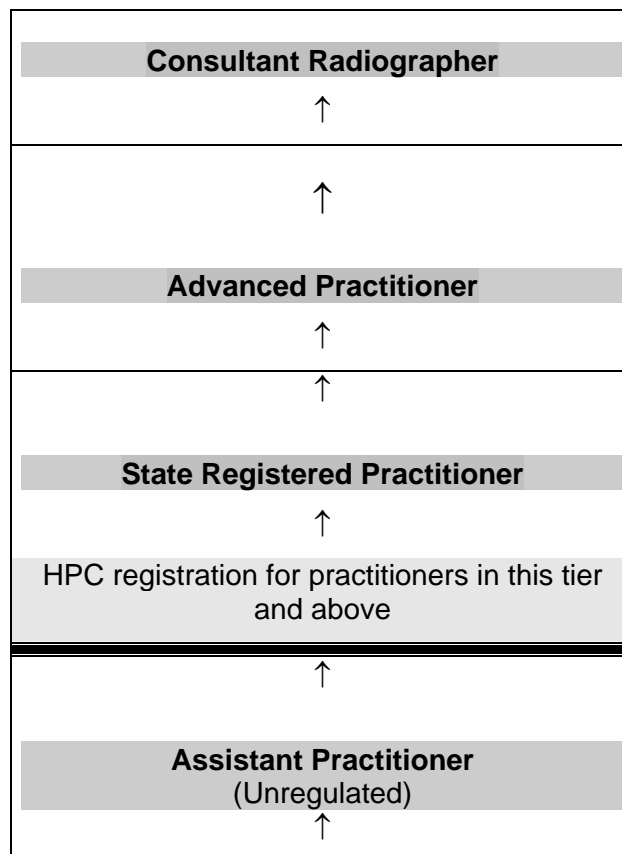 Consultant Radiographer
↑
↑
Advanced Practitioner
↑
↑
State Registered Practitioner
↑
HPC registration for practitioners in this tier
and above
↑
Assistant Practitioner
(Unregulated)
↑